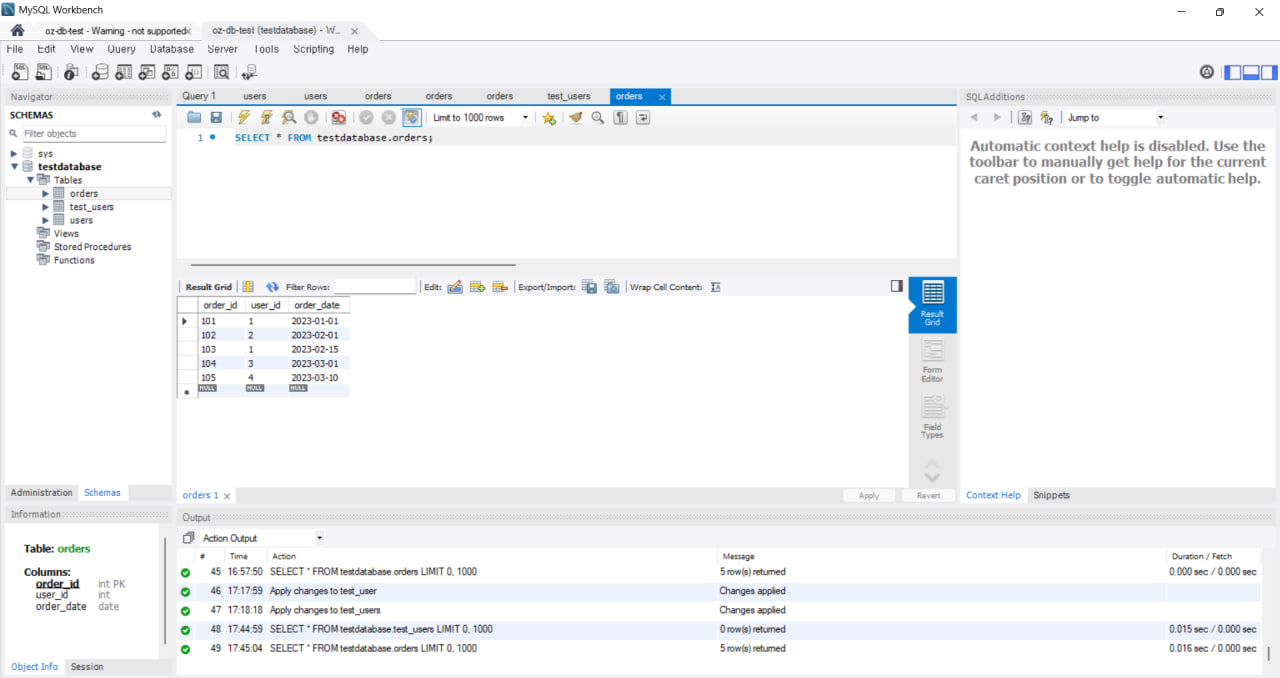 MySQL Workbench
oz-db-test - Warning - not supported
oz-db-test (testdatabase) - W...
File Edit View Query Database Server Tools Scripting Help
Navigator
SCHEMAS
Filter objects
sys
testdatabase
Tables
orders
test_users
users
Views
Stored Procedures
Functions
Administration Schemas
Information
Table: orders
Columns:
order_id int PK
user_id int
order_date date
Object Info Session
Query 1 users users orders orders orders test_users orders
Limit to 1000 rows
1 SELECT * FROM testdatabase.orders;
Result Grid Filter Rows: Edit: Export/Import: Wrap Cell Content:
order_id user_id order_date
101 1 2023-01-01
102 2 2023-02-01
103 1 2023-02-15
104 3 2023-03-01
105 4 2023-03-10
NULL NULL NULL
Result
Grid
Form
Editor
Field
Types
orders 1
Apply Revert
SQLAdditions
Jump to
Automatic context help is disabled. Use the
toolbar to manually get help for the current
caret position or to toggle automatic help.
Context Help Snippets
Output
Action Output
# Time Action Message Duration / Fetch
45 16:57:50 SELECT * FROM testdatabase.orders LIMIT 0, 1000 5 row(s) returned 0.000 sec / 0.000 sec
46 17:17:59 Apply changes to test_user Changes applied
47 17:18:18 Apply changes to test_users Changes applied
48 17:44:59 SELECT * FROM testdatabase.test_users LIMIT 0, 1000 0 row(s) returned 0.015 sec / 0.000 sec
49 17:45:04 SELECT * FROM testdatabase.orders LIMIT 0, 1000 5 row(s) returned 0.016 sec / 0.000 sec